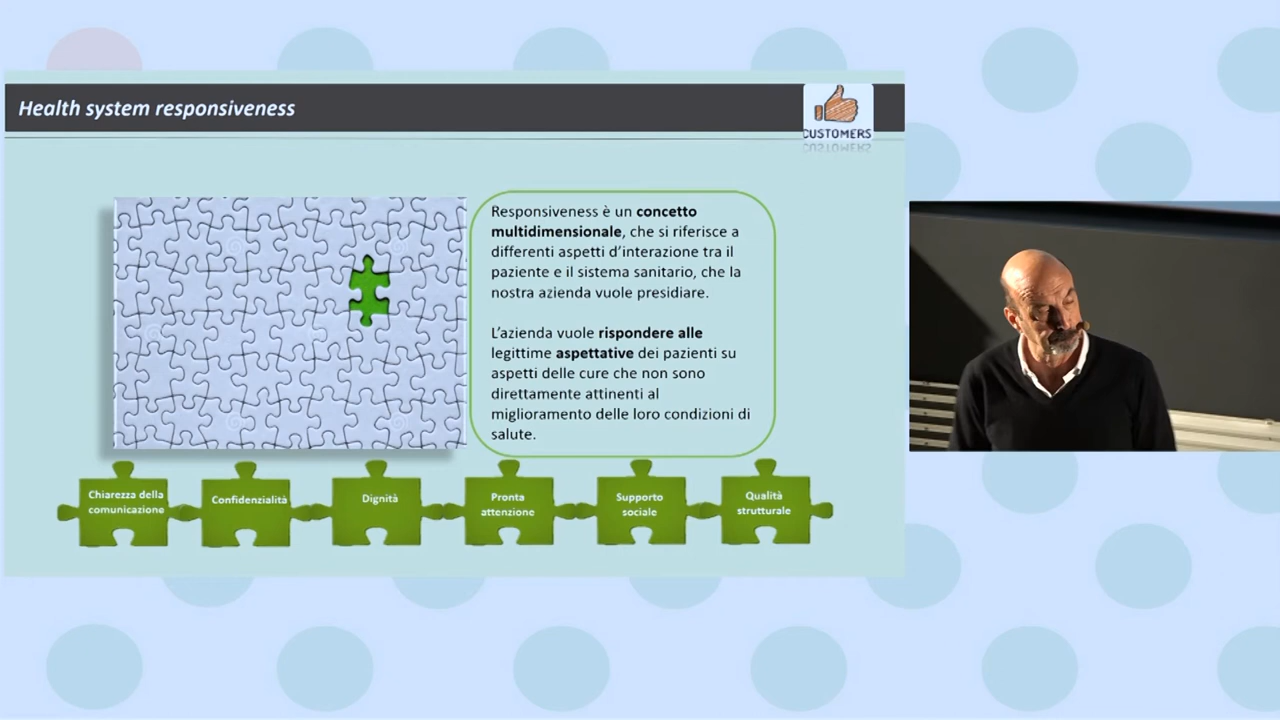 Health system responsiveness
CUSTOMERS
Responsiveness è un concetto
multidimensionale, che si riferisce a
differenti aspetti d'interazione tra il
paziente e il sistema sanitario, che la
nostra azienda vuole presidiare.
L'azienda vuole rispondere alle
legittime aspettative dei pazienti su
aspetti delle cure che non sono
direttamente attinenti al
miglioramento delle loro condizioni di
salute.
Chiarezza della
comunicazione
Confidenzialità
Dignità
Pronta
attenzione
Supporto
sociale
Qualità
strutturale